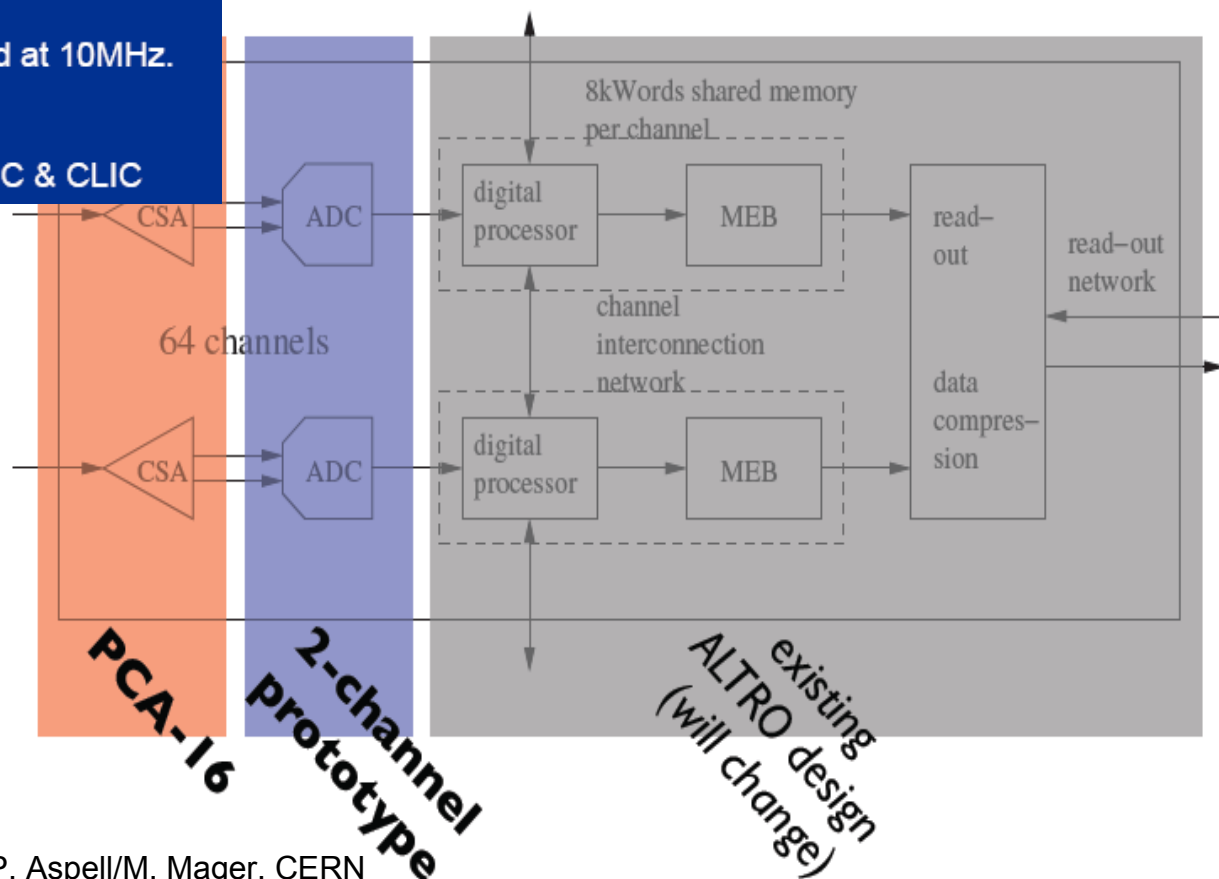 at 10MHz.
C & CLIC
8kWords shared memory
per channel
CSA
ADC
digital
processor
MEB
read–
out
read–out
network
64 channels
channel
interconnection
network
CSA
ADC
digital
processor
MEB
data
compres–
sion
PCA-16
2-channel
prototype
existing
ALTRO design
(will change)
P. Aspell/M. Mager, CERN